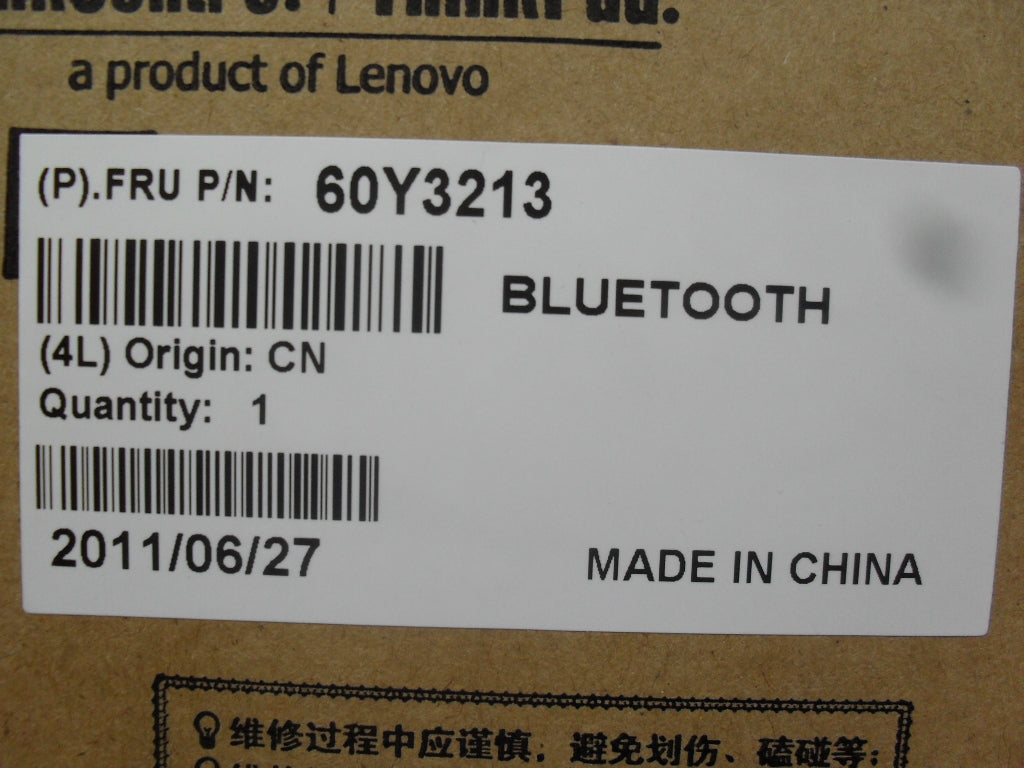 a product of Lenovo
(P).FRU P/N: 60Y3213
BLUETOOTH
(4L) Origin: CN
Quantity: 1
2011/06/27
MADE IN CHINA
维修过程中应谨慎, 避免划伤、磕碰等;